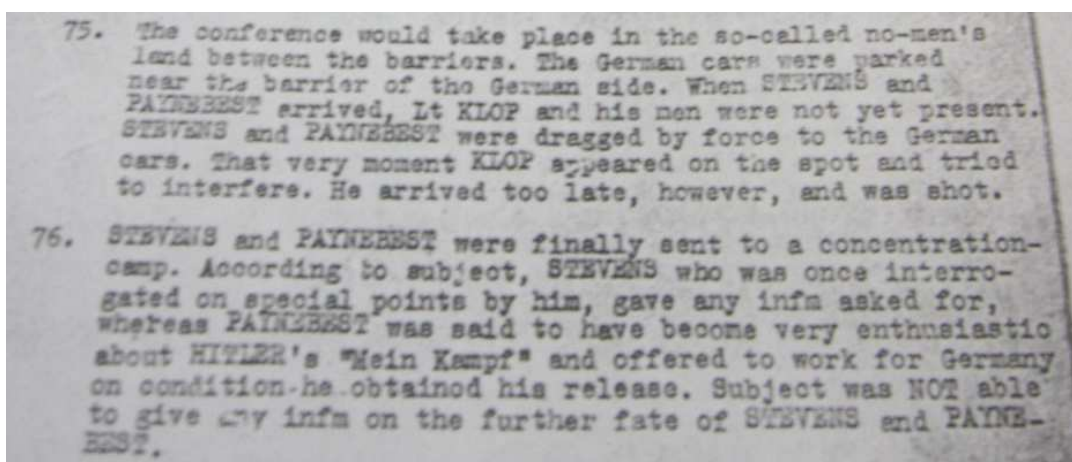 75. The conference would take place in the so-called no-men's
land between the barriers. The German cars were parked
near the barrier of the German side. When STEVENS and
PAYNEBEST arrived, Lt KLOP and his men were not yet present.
STEVENS and PAYNEBEST were dragged by force to the German
cars. That very moment KLOP appeared on the spot and tried
to interfere. He arrived too late, however, and was shot.
76. STEVENS and PAYNEBEST were finally sent to a concentration-
camp. According to subject, STEVENS who was once interro-
gated on special points by him, gave any infm asked for,
whereas PAYNEBEST was said to have become very enthusiastic
about HITLER's "Mein Kampf" and offered to work for Germany
on condition he obtained his release. Subject was NOT able
to give any infm on the further fate of STEVENS and PAYNE-
BEST.